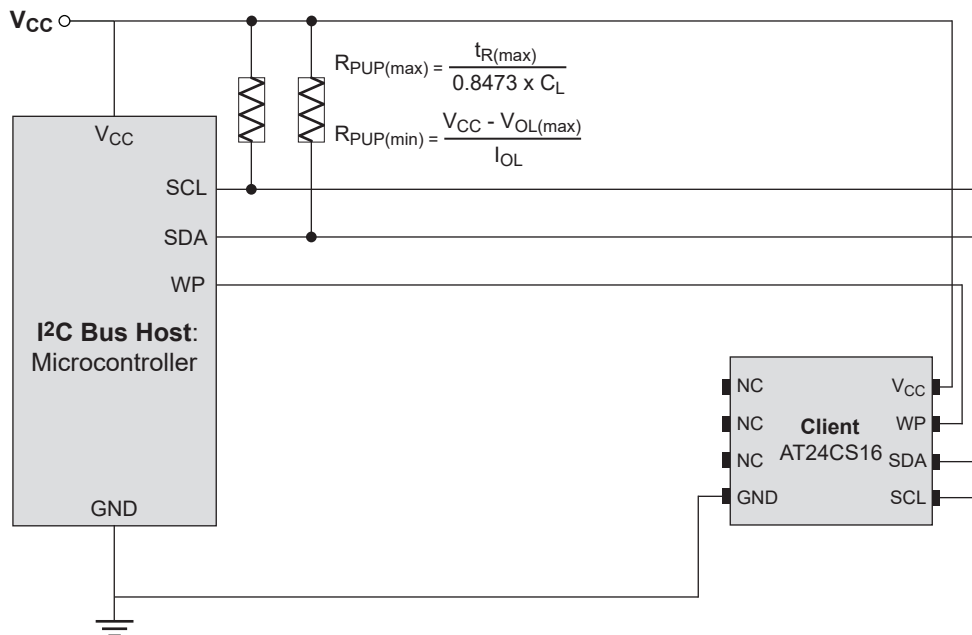 VCC
RPUP(max) = tR(max) / 0.8473 x CL
RPUP(min) = VCC - VOL(max) / IOL
VCC
SCL
SDA
WP
I2C Bus Host:
Microcontroller
GND
NC
NC
NC
GND
Client
AT24CS16
VCC
WP
SDA
SCL